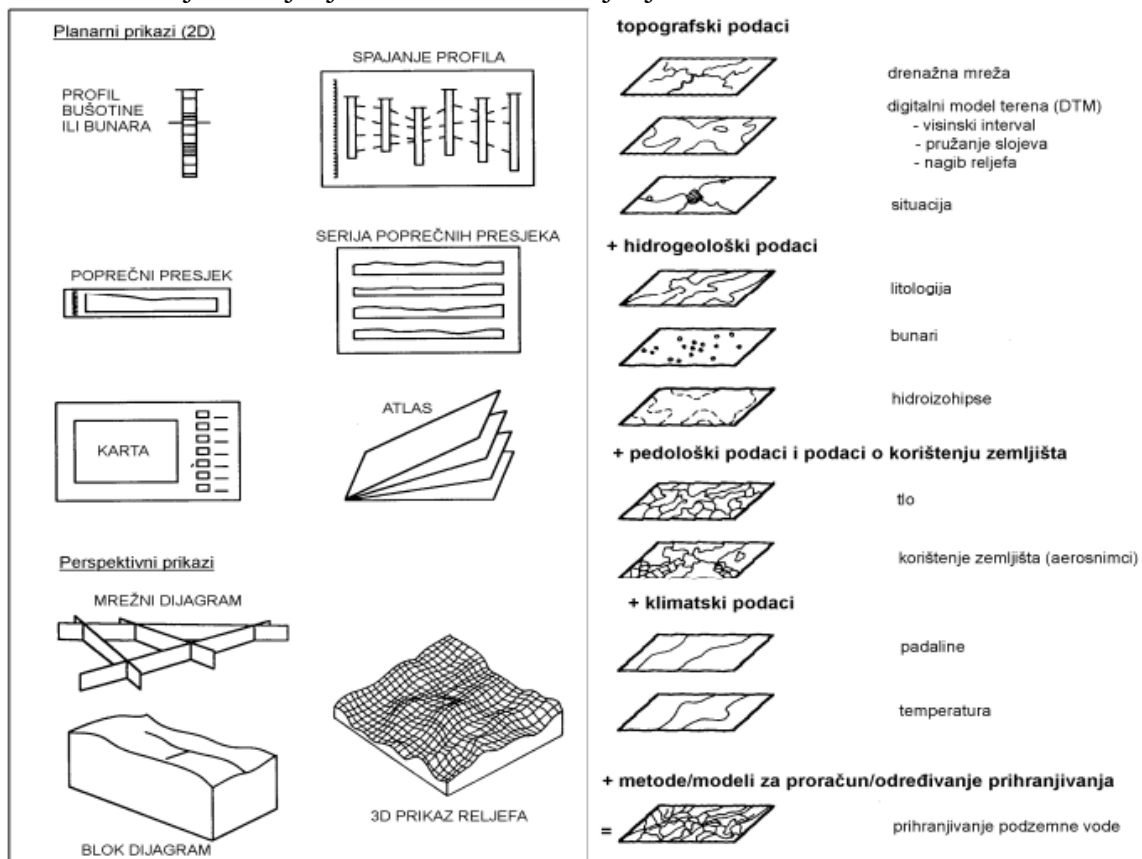 Planarni prikazi (2D)
PROFIL
BUŠOTINE
ILI BUNARA
SPAJANJE PROFILA
POPREČNI PRESJEK
SERIJA POPREČNIH PRESJEKA
KARTA
ATLAS
Perspektivni prikazi
MREŽNI DIJAGRAM
BLOK DIJAGRAM
3D PRIKAZ RELJEFA
topografski podaci
drenažna mreža
digitalni model terena (DTM)
- visinski interval
- pružanje slojeva
- nagib reljefa
situacija
+ hidrogeološki podaci
litologija
bunari
hidroizohipse
+ pedološki podaci i podaci o korištenju zemljišta
tlo
korištenje zemljišta (aerosnimci)
+ klimatski podaci
padaline
temperatura
+ metode/modeli za proračun/određivanje prihranjivanja
=
prihranjivanje podzemne vode